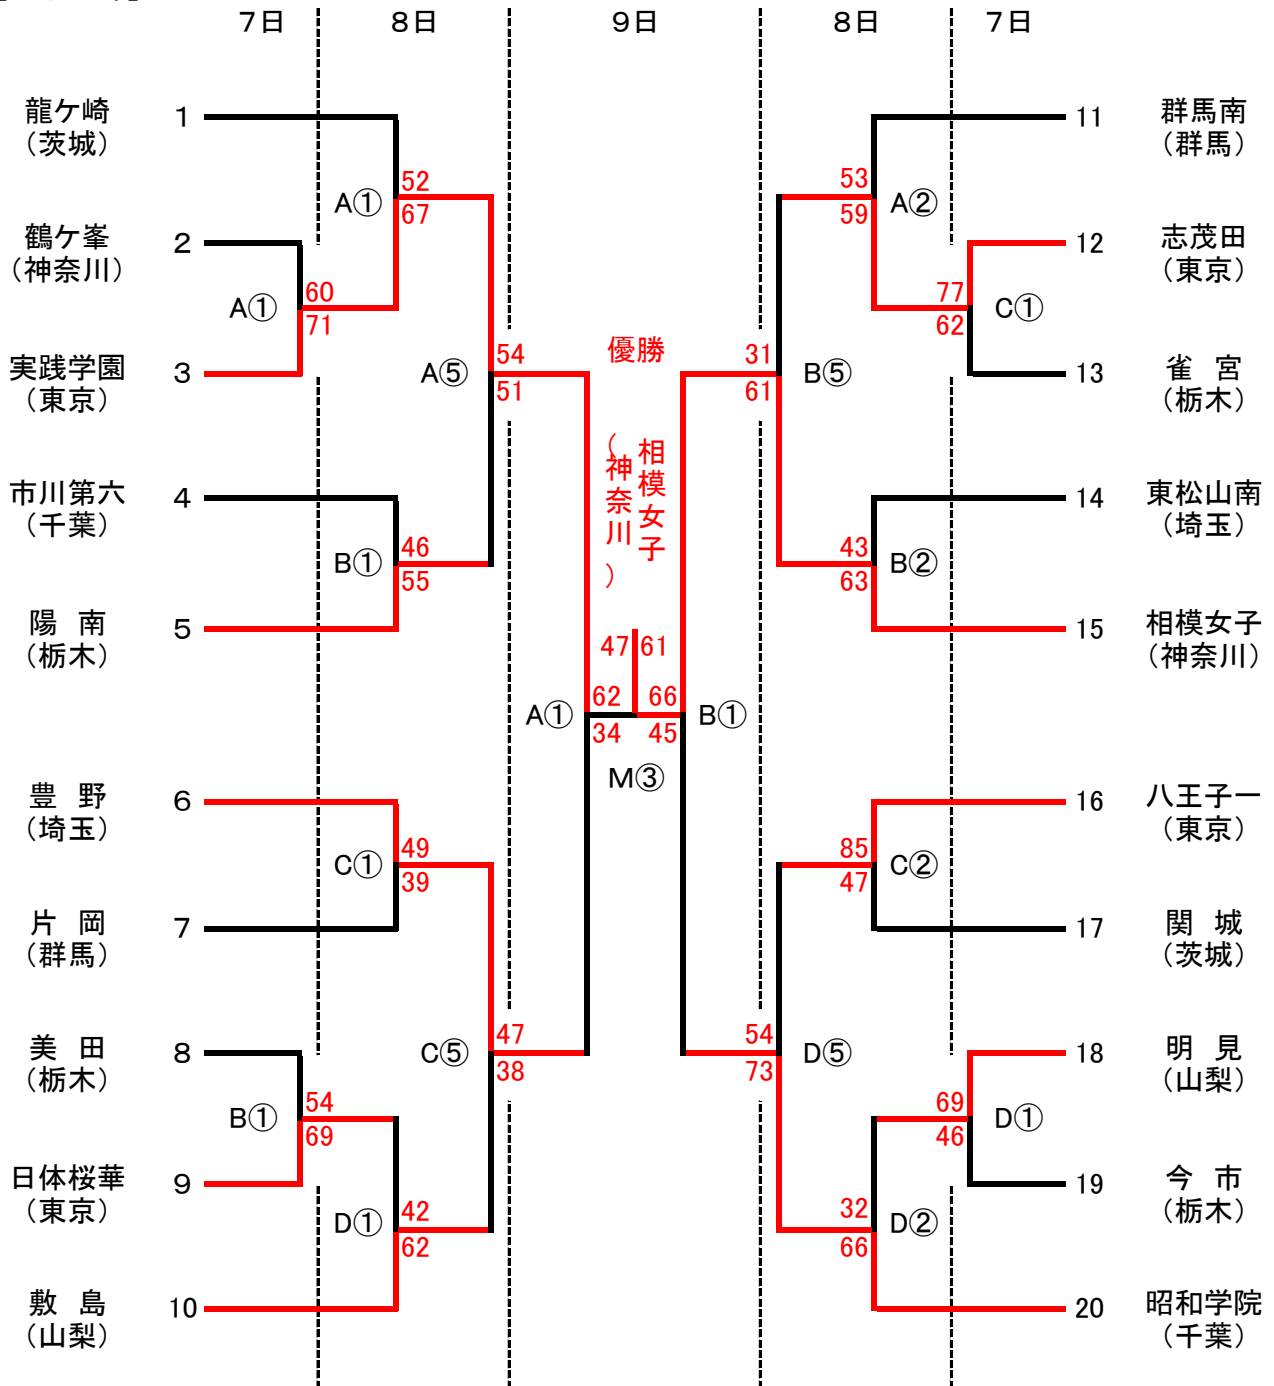 7日 8日 9日 8日 7日
龍ケ崎 1
（茨城）
鶴ケ峯 2
（神奈川）
実践学園 3
（東京）
市川第六 4
（千葉）
陽 南 5
（栃木）
豊 野 6
（埼玉）
片 岡 7
（群馬）
美 田 8
（栃木）
日体桜華 9
（東京）
敷 島 10
（山梨）
A①
60
71
B①
54
69
A①
52
67
B①
46
55
C①
49
39
D①
42
62
A⑤
54
51
C⑤
47
38
優勝
相模女子
（神奈川）
47 61
A①
62
34
66
45
B①
M③
31
61
B⑤
54
73
D⑤
53
59
A②
43
63
B②
85
47
C②
32
66
D②
77
62
C①
69
46
D①
11 群馬南
（群馬）
12 志茂田
（東京）
13 雀 宮
（栃木）
14 東松山南
（埼玉）
15 相模女子
（神奈川）
16 八王子一
（東京）
17 関 城
（茨城）
18 明 見
（山梨）
19 今 市
（栃木）
20 昭和学院
（千葉）